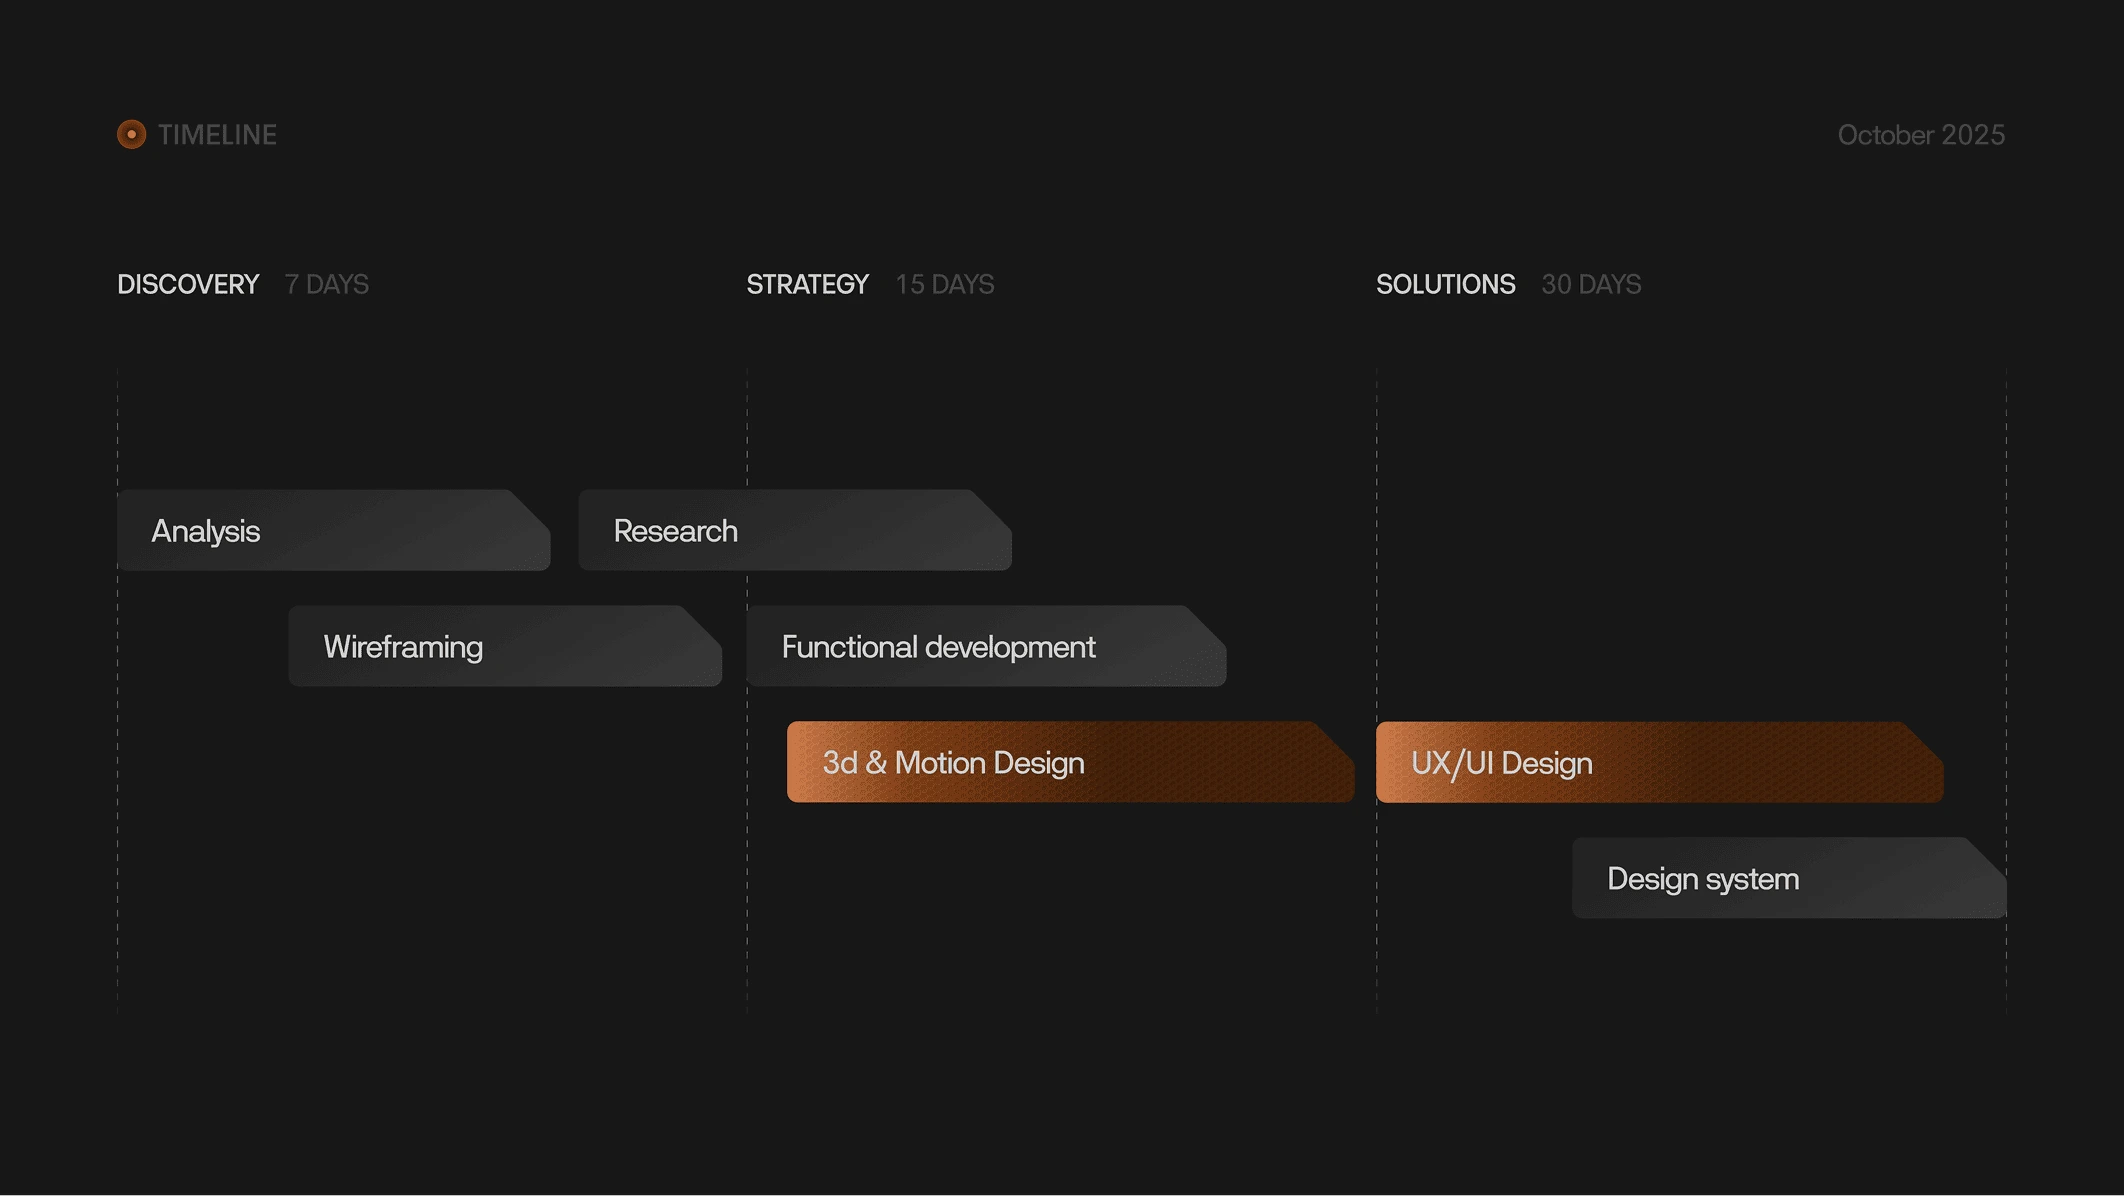 TIMELINE
October 2025
DISCOVERY 7 DAYS
STRATEGY 15 DAYS
SOLUTIONS 30 DAYS
Analysis
Research
Wireframing
Functional development
3d & Motion Design
UX/UI Design
Design system